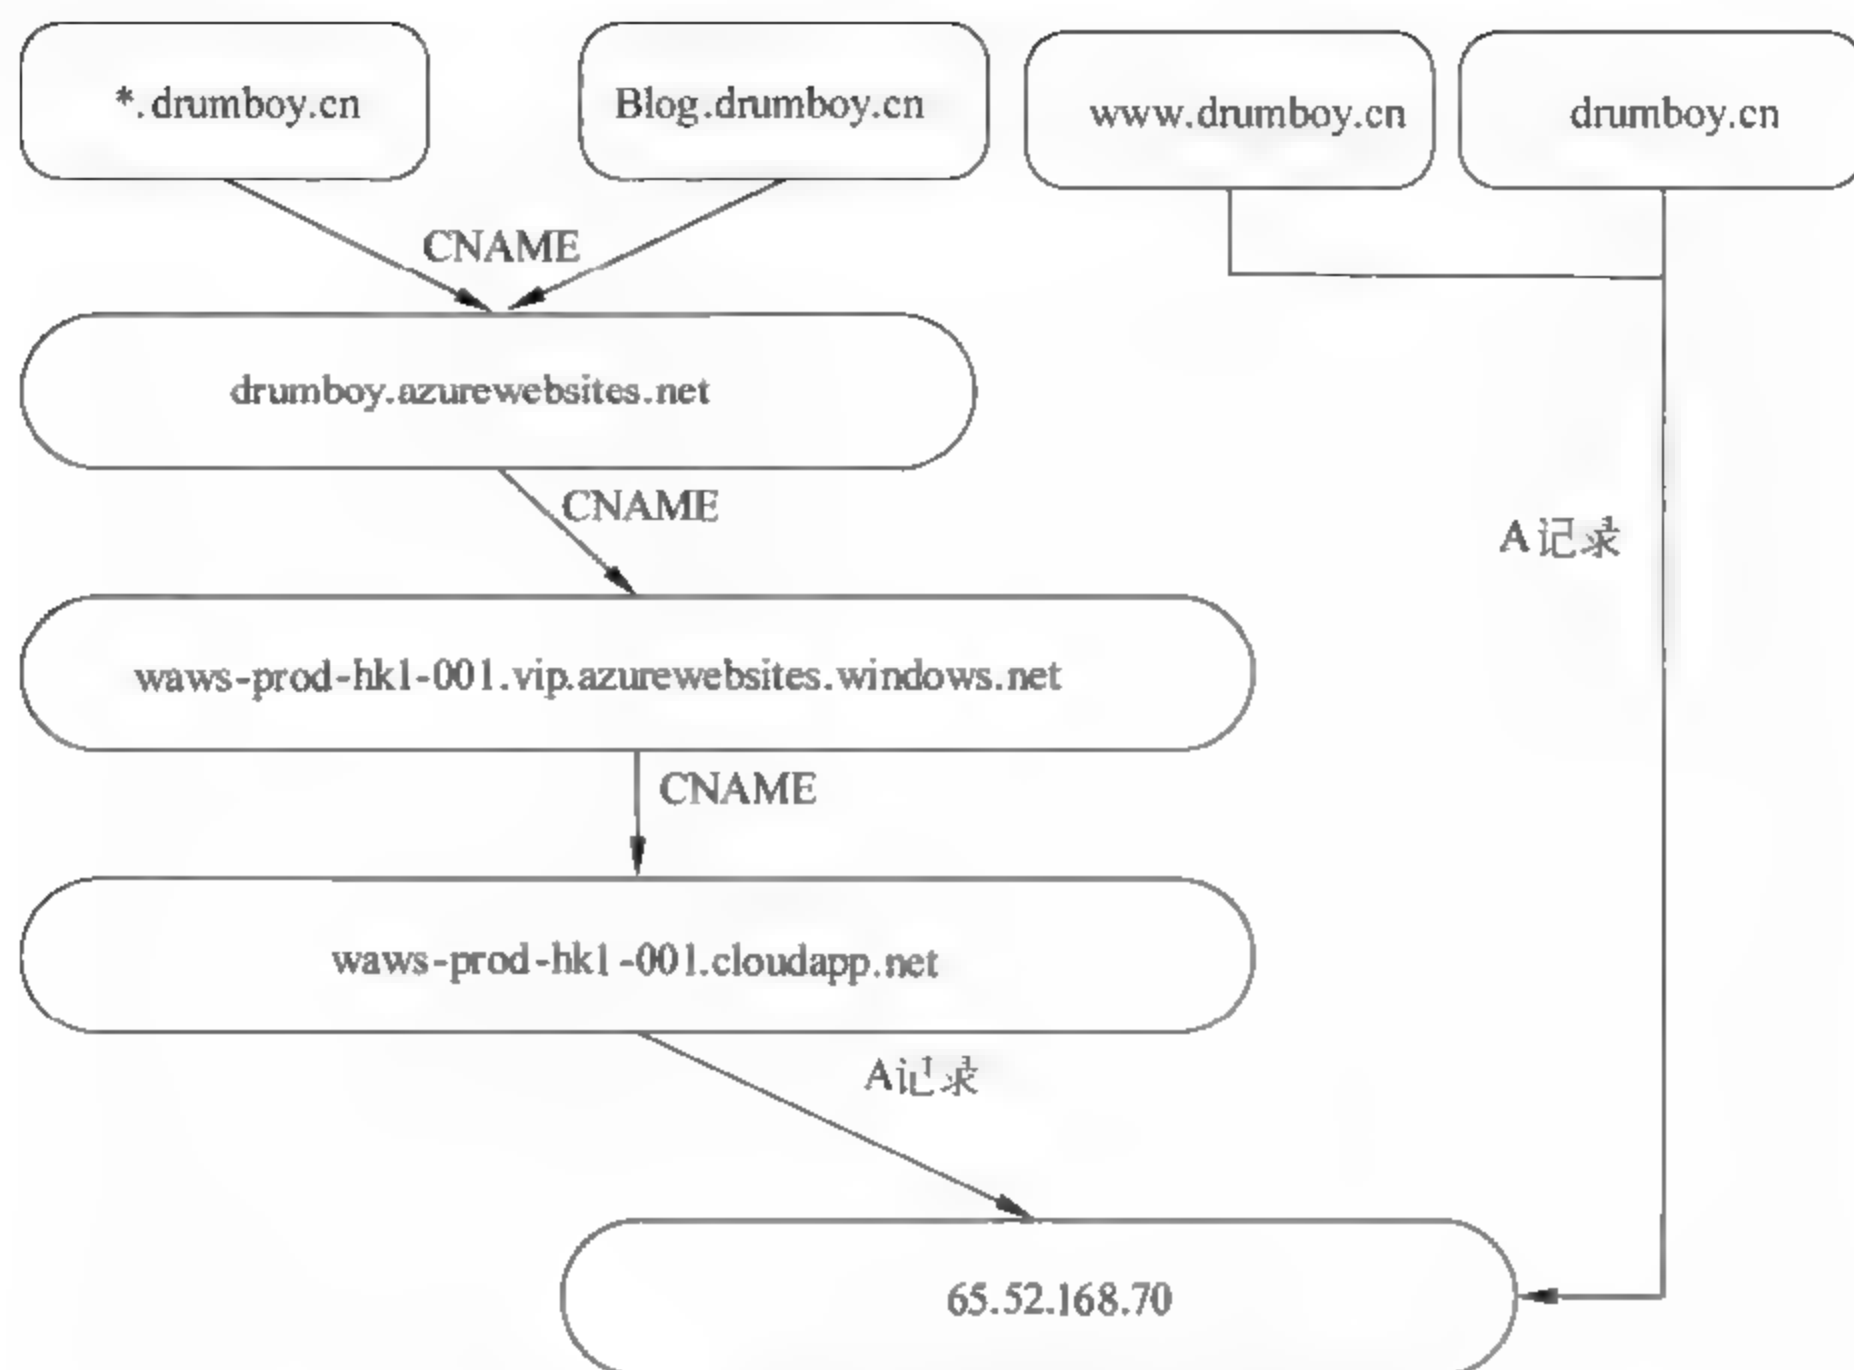 *.drumboy.cn
Blog.drumboy.cn
www.drumboy.cn
drumboy.cn
CNAME
drumboy.azurewebsites.net
CNAME
A记录
waws-prod-hk1-001.vip.azurewebsites.windows.net
CNAME
waws-prod-hk1-001.cloudapp.net
A记录
65.52.168.70